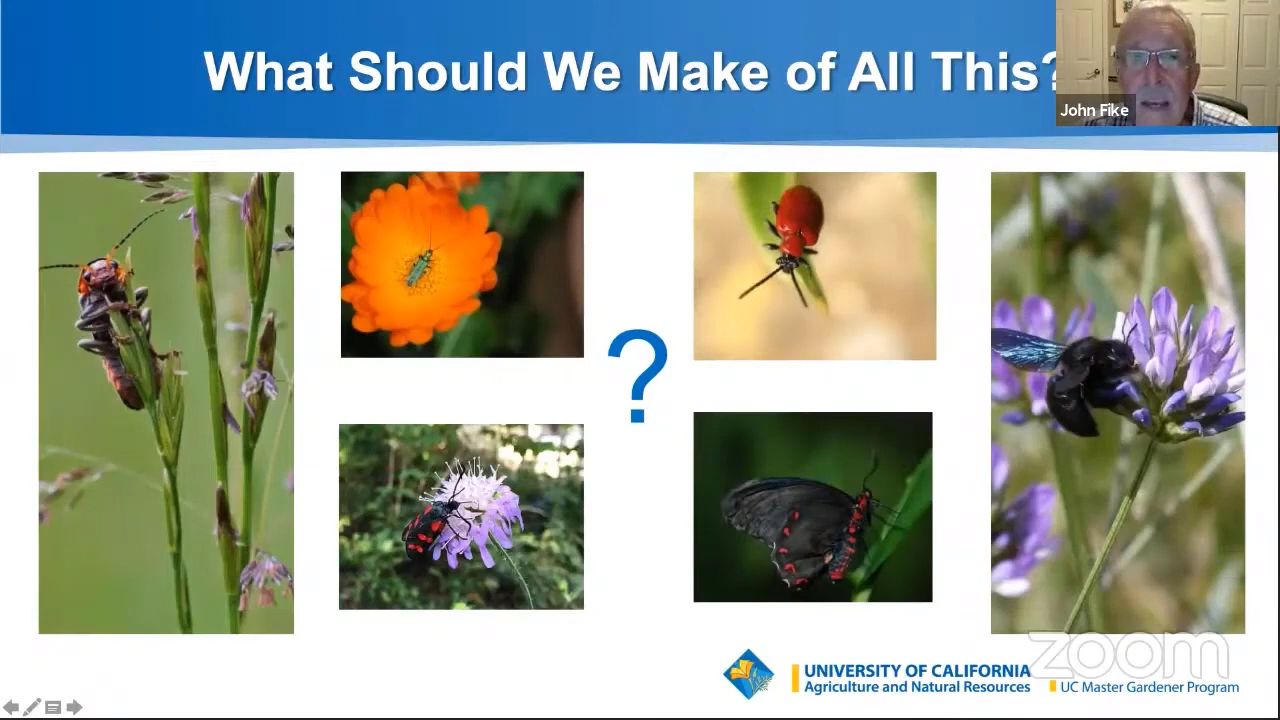 What Should We Make of All This?
John Fike
?
zoom
UNIVERSITY OF CALIFORNIA
Agriculture and Natural Resources
UC Master Gardener Program